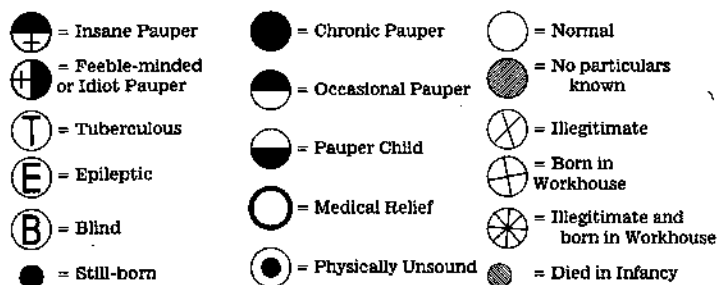 = Insane Pauper
= Feeble-minded
or Idiot Pauper
T = Tuberculous
E = Epileptic
B = Blind
= Still-born
= Chronic Pauper
= Occasional Pauper
= Pauper Child
= Medical Relief
= Physically Unsound
= Normal
= No particulars
known
= Illegitimate
= Born in
Workhouse
= Illegitimate and
born in Workhouse
= Died in Infancy